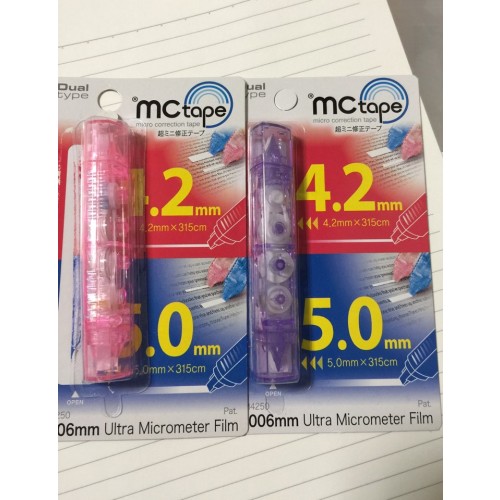 Dual
type
®mc tape
micro correction tape
超ミニ修正テープ
4.2mm
4,2mm×315cm
5.0mm
5,0mm×315cm
OPEN
4250
Pat.
006mm Ultra Micrometer Film
Dual
type
®mc tape
micro correction tape
超ミニ修正テープ
4.2mm
4,2mm×315cm
5.0mm
5,0mm×315cm
OPEN
4250
Pat.
006mm Ultra Micrometer Film